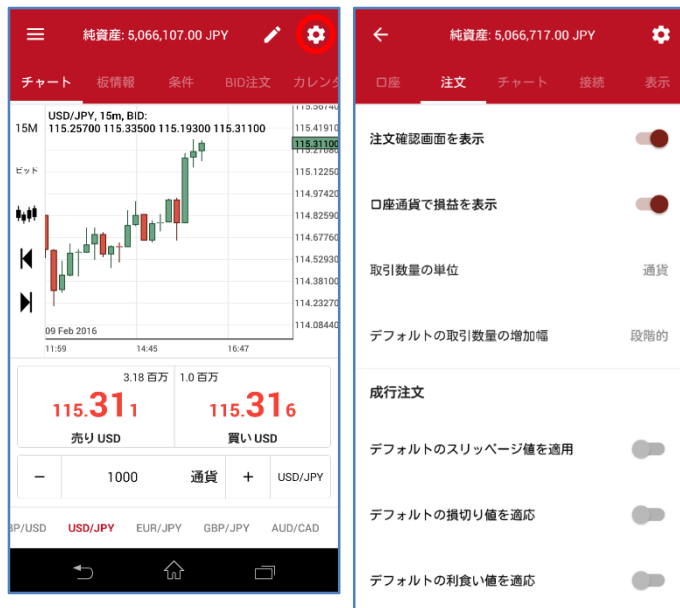 純資産: 5,066,107.00 JPY
チャート 板情報 条件 BID注文 カレンダ
USD/JPY, 15m, BID:
15M 115.25700 115.33500 115.19300 115.31100
ビッド
115.56740
115.41910
115.31100
115.27080
115.12250
114.97420
114.82590
114.67760
114.52930
114.38100
114.23270
114.08440
09 Feb 2016
11:59 14:45 16:47
3.18 百万 1.0 百万
115.311 115.316
売り USD 買い USD
− 1000 通貨 + USD/JPY
BP/USD USD/JPY EUR/JPY GBP/JPY AUD/CAD
純資産: 5,066,717.00 JPY
口座 注文 チャート 接続 表示
注文確認画面を表示
口座通貨で損益を表示
取引数量の単位 通貨
デフォルトの取引数量の増加幅 段階的
成行注文
デフォルトのスリッページ値を適用
デフォルトの損切り値を適応
デフォルトの利食い値を適応